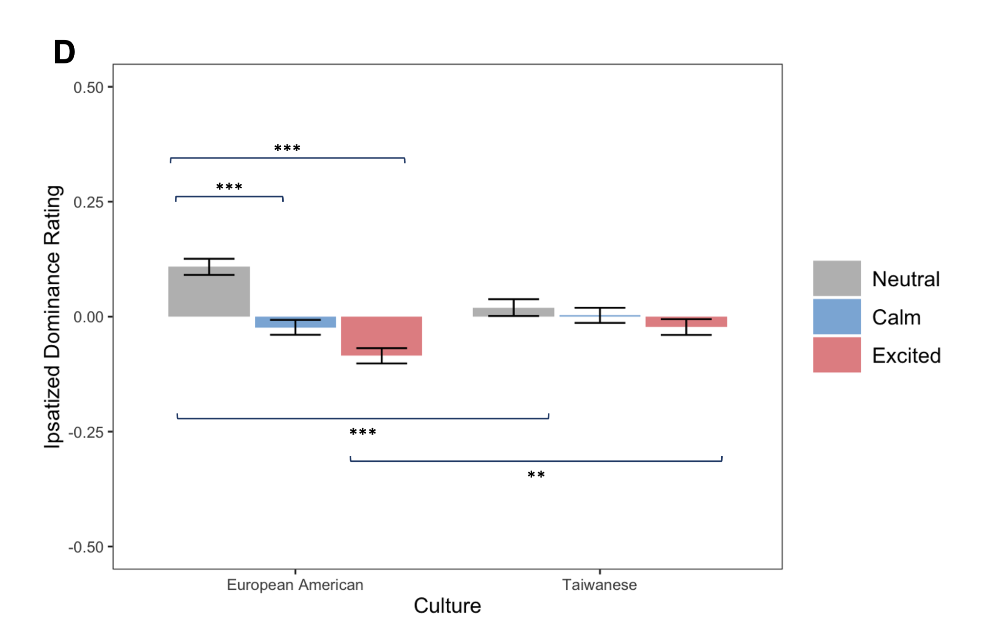 D
0.50
0.25
0.00
-0.25
-0.50
Ipsatized Dominance Rating
***
***
***
**
European American
Taiwanese
Culture
Neutral
Calm
Excited